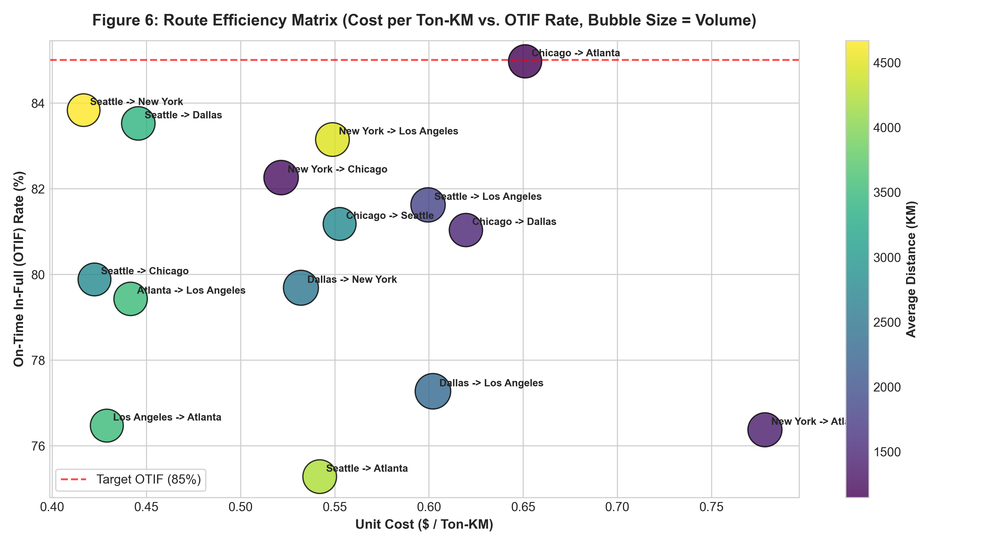 Figure 6: Route Efficiency Matrix (Cost per Ton-KM vs. OTIF Rate, Bubble Size = Volume)
On-Time In-Full (OTIF) Rate (%)
84
82
80
78
76
Chicago -> Atlanta
Seattle -> New York
Seattle -> Dallas
New York -> Los Angeles
New York -> Chicago
Seattle -> Los Angeles
Chicago -> Seattle
Chicago -> Dallas
Seattle -> Chicago
Dallas -> New York
Atlanta -> Los Angeles
Dallas -> Los Angeles
Los Angeles -> Atlanta
New York -> Atl
Seattle -> Atlanta
Target OTIF (85%)
0.40
0.45
0.50
0.55
0.60
0.65
0.70
0.75
Unit Cost ($ / Ton-KM)
4500
4000
3500
3000
2500
2000
1500
Average Distance (KM)